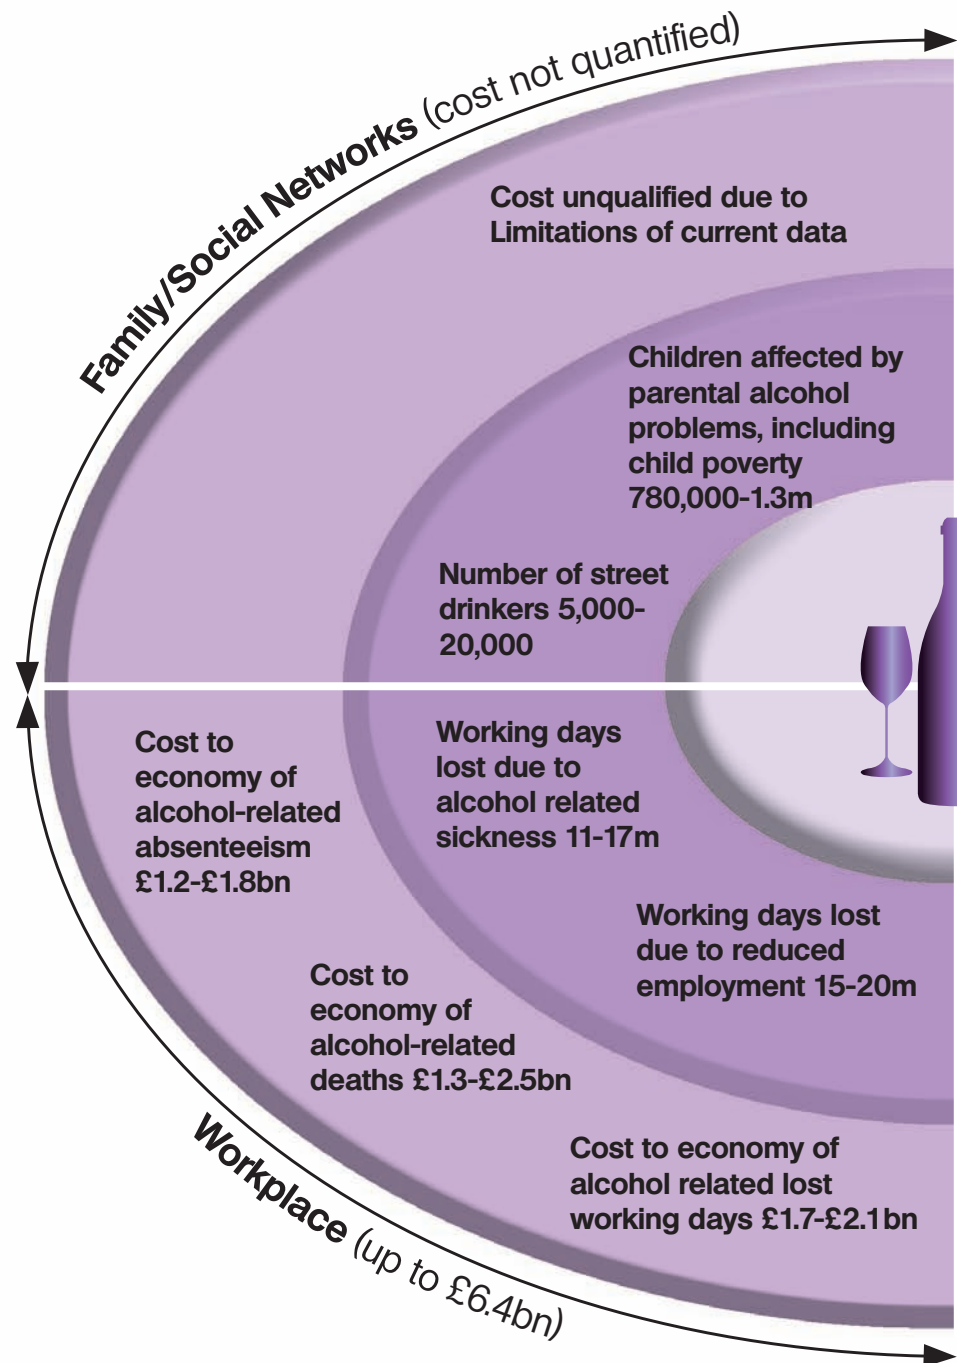 Family/Social Networks (cost not quantified)
Cost unqualified due to
Limitations of current data
Children affected by
parental alcohol
problems, including
child poverty
780,000-1.3m
Number of street
drinkers 5,000-
20,000
Cost to
economy of
alcohol-related
absenteeism
£1.2-£1.8bn
Working days
lost due to
alcohol related
sickness 11-17m
Working days lost
due to reduced
employment 15-20m
Cost to
economy of
alcohol-related
deaths £1.3-£2.5bn
Cost to economy of
alcohol related lost
working days £1.7-£2.1bn
Workplace (up to £6.4bn)